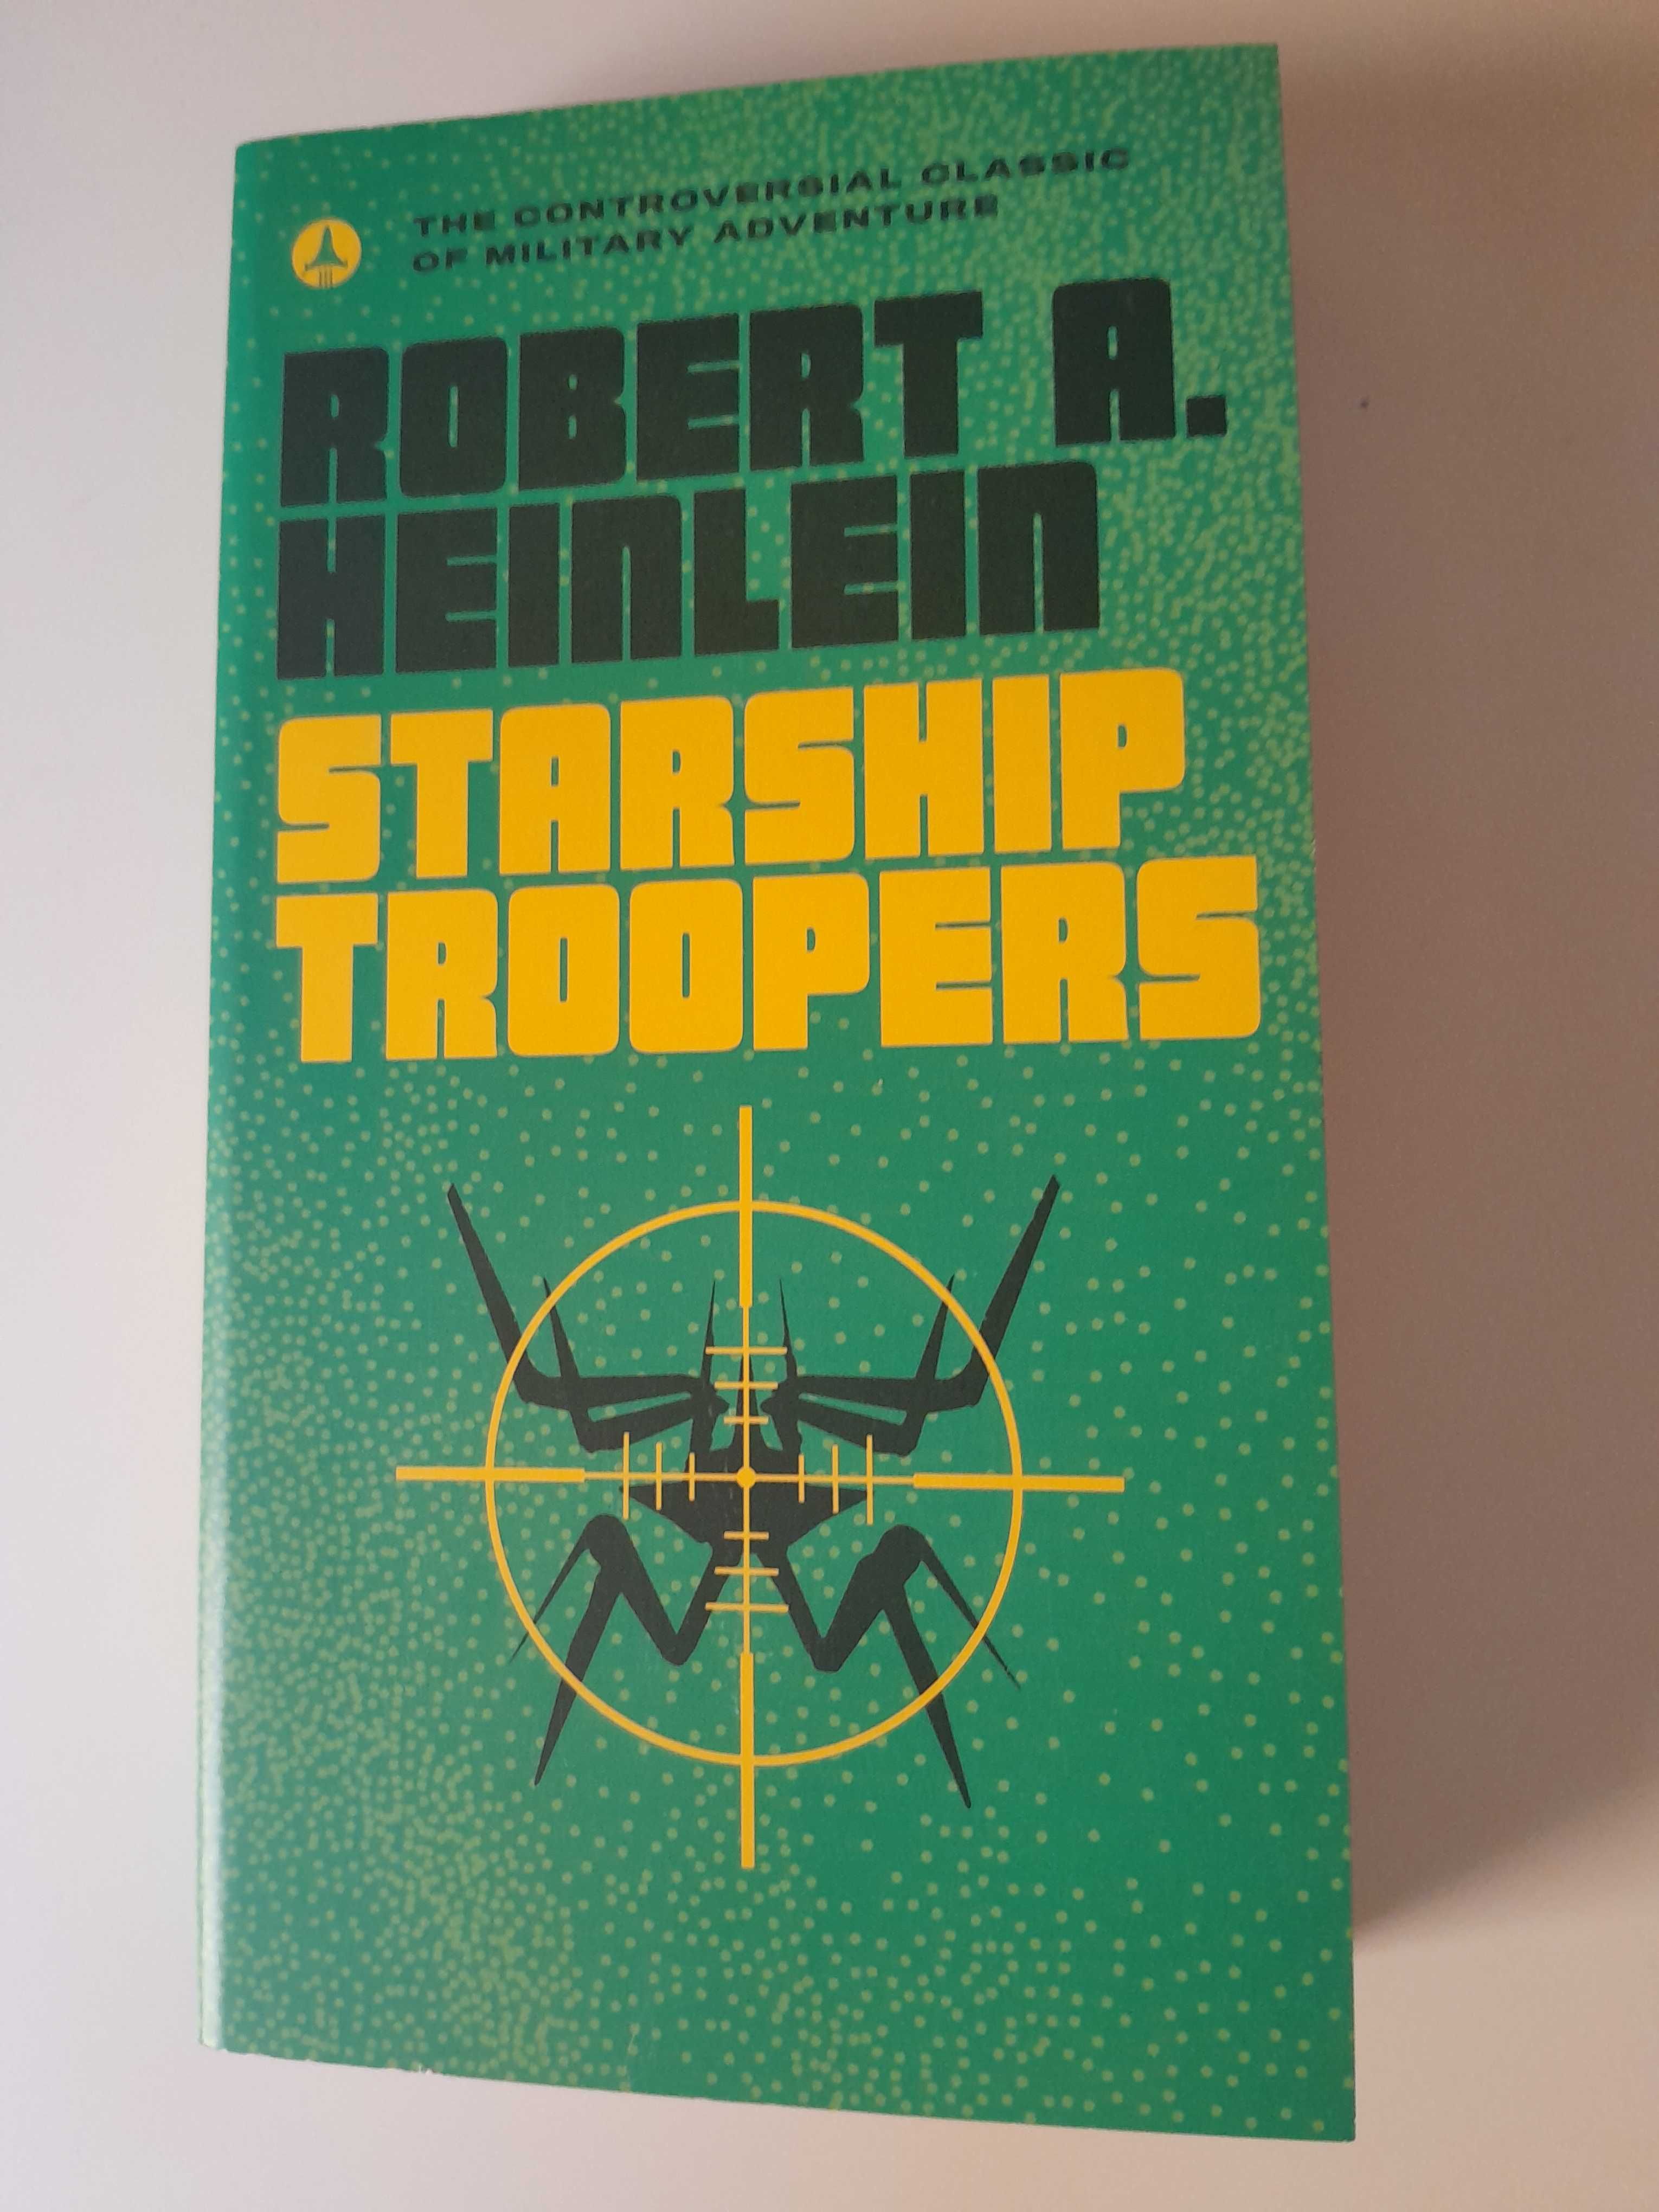 THE CONTROVERSIAL CLASSIC
OF MILITARY ADVENTURE
ROBERT A.
HEINLEIN
STARSHIP
TROOPERS